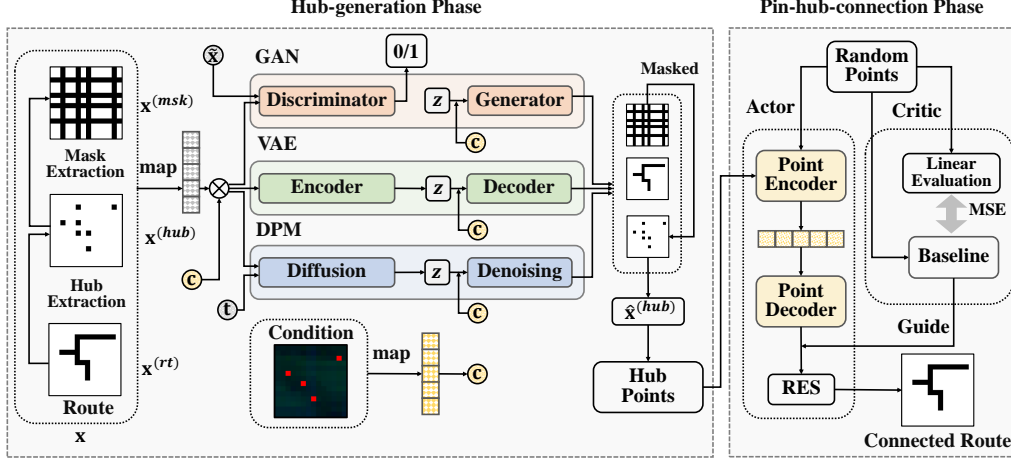 Hub-generation Phase
Pin-hub-connection Phase
x̃
GAN
0/1
Discriminator
z
Generator
c
VAE
Encoder
z
Decoder
c
DPM
Diffusion
z
Denoising
c
t
c
x^(msk)
Mask
Extraction
map
x^(hub)
Hub
Extraction
x^(rt)
Route
x
Condition
map
c
Masked
x̂^(hub)
Hub
Points
Random
Points
Actor
Critic
Point
Encoder
Linear
Evaluation
MSE
Baseline
Point
Decoder
Guide
RES
Connected Route